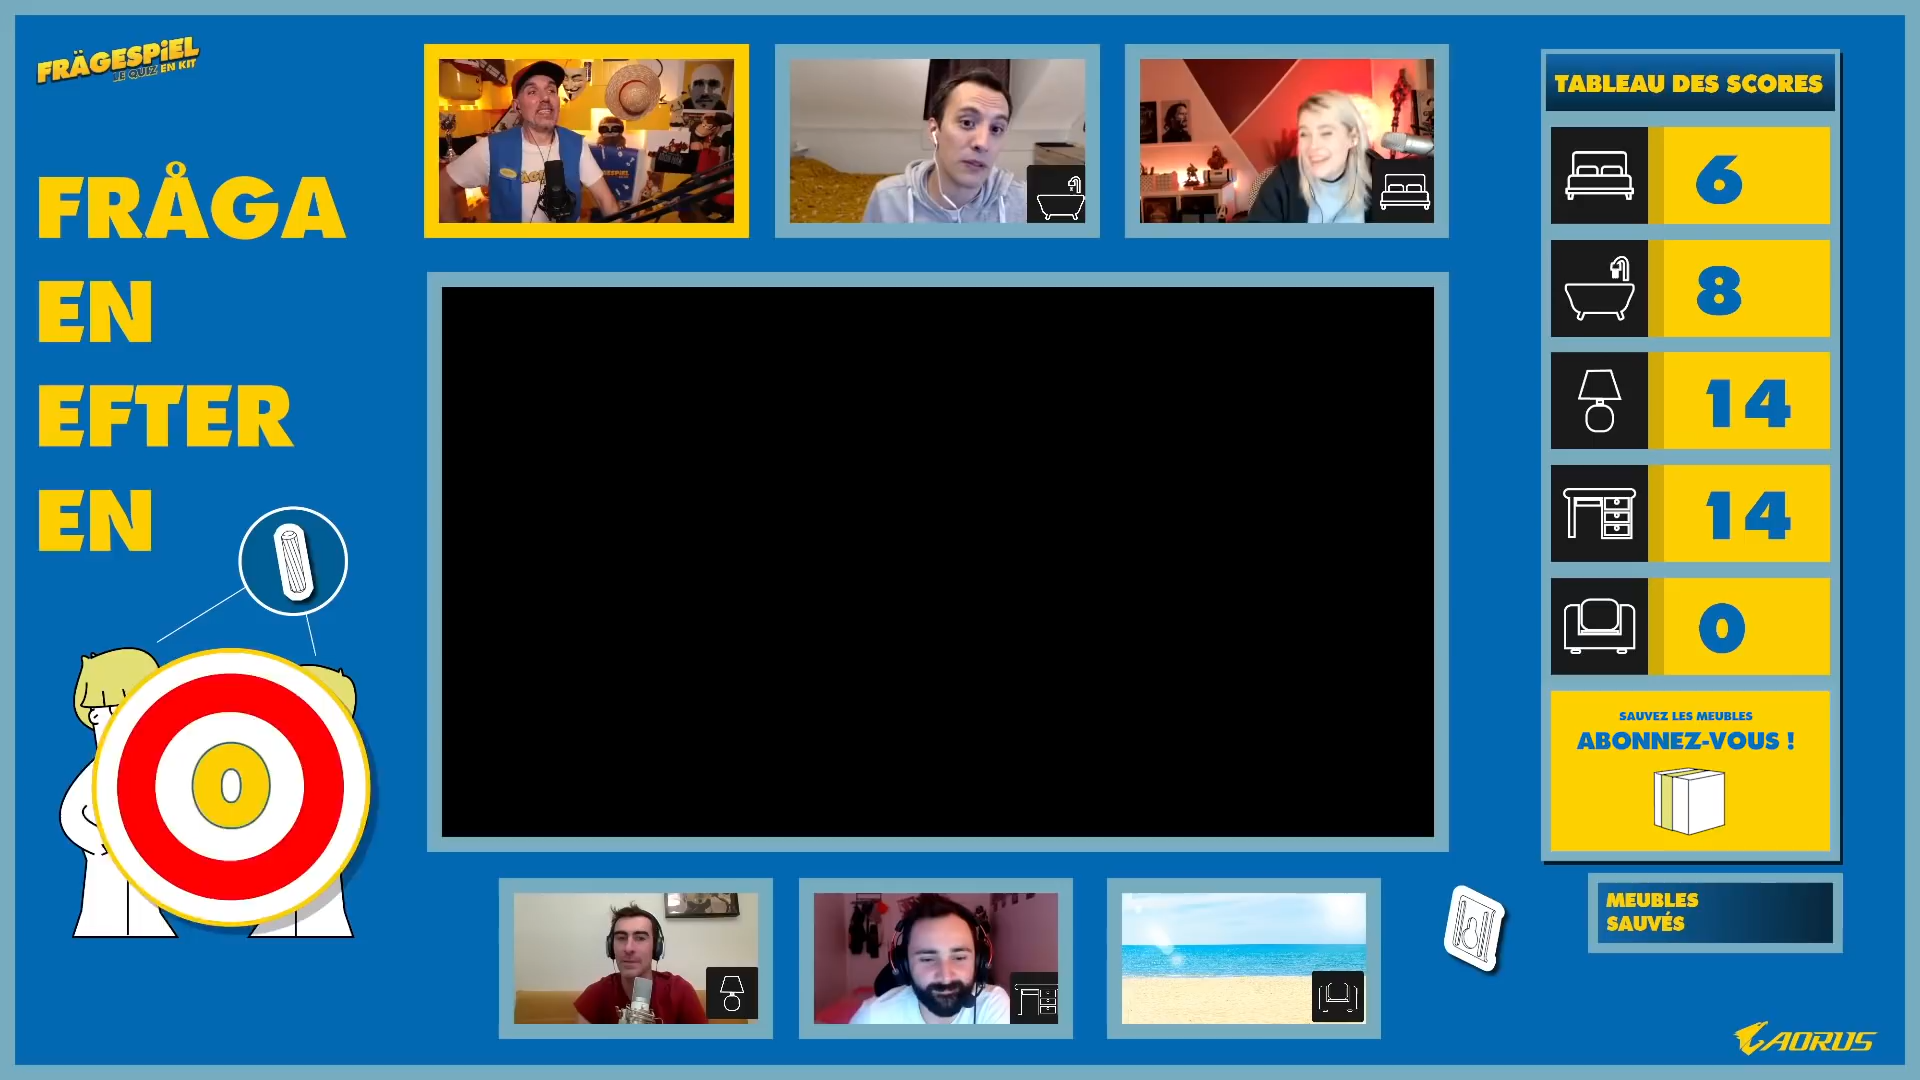 FRÄGESPIEL
LE QUIZ EN KIT
FRÅGA
EN
EFTER
EN
0
TABLEAU DES SCORES
6
8
14
14
0
SAUVEZ LES MEUBLES
ABONNEZ-VOUS !
MEUBLES
SAUVÉS
AORUS